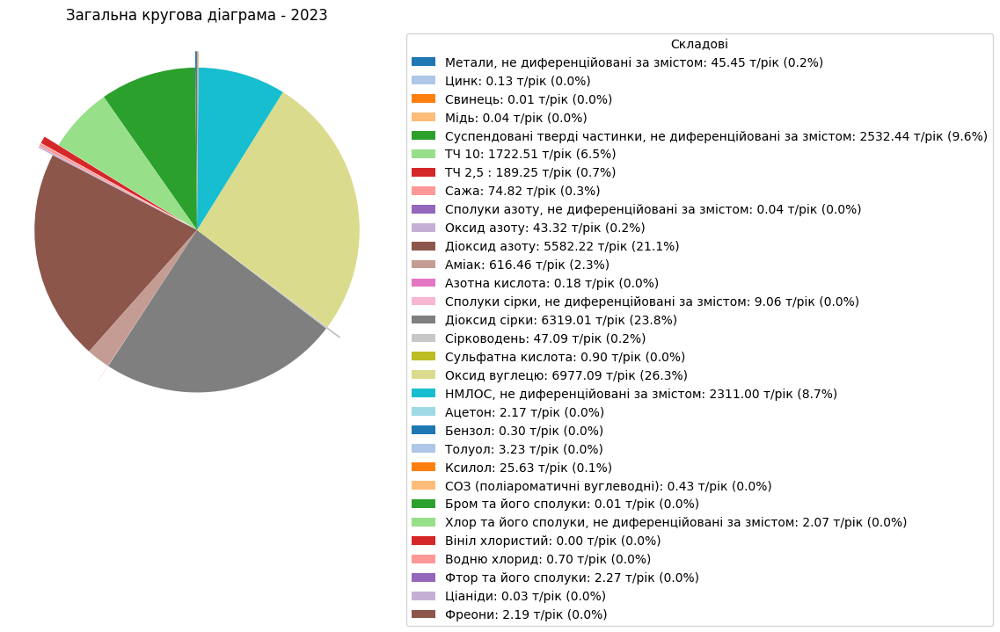 Загальна кругова діаграма - 2023
Складові
Метали, не диференційовані за змістом: 45.45 т/рік (0.2%)
Цинк: 0.13 т/рік (0.0%)
Свинець: 0.01 т/рік (0.0%)
Мідь: 0.04 т/рік (0.0%)
Суспендовані тверді частинки, не диференційовані за змістом: 2532.44 т/рік (9.6%)
ТЧ 10: 1722.51 т/рік (6.5%)
ТЧ 2,5 : 189.25 т/рік (0.7%)
Сажа: 74.82 т/рік (0.3%)
Сполуки азоту, не диференційовані за змістом: 0.04 т/рік (0.0%)
Оксид азоту: 43.32 т/рік (0.2%)
Діоксид азоту: 5582.22 т/рік (21.1%)
Аміак: 616.46 т/рік (2.3%)
Азотна кислота: 0.18 т/рік (0.0%)
Сполуки сірки, не диференційовані за змістом: 9.06 т/рік (0.0%)
Діоксид сірки: 6319.01 т/рік (23.8%)
Сірководень: 47.09 т/рік (0.2%)
Сульфатна кислота: 0.90 т/рік (0.0%)
Оксид вуглецю: 6977.09 т/рік (26.3%)
НМЛОС, не диференційовані за змістом: 2311.00 т/рік (8.7%)
Ацетон: 2.17 т/рік (0.0%)
Бензол: 0.30 т/рік (0.0%)
Толуол: 3.23 т/рік (0.0%)
Ксилол: 25.63 т/рік (0.1%)
СОЗ (поліароматичні вуглеводні): 0.43 т/рік (0.0%)
Бром та його сполуки: 0.01 т/рік (0.0%)
Хлор та його сполуки, не диференційовані за змістом: 2.07 т/рік (0.0%)
Вініл хлористий: 0.00 т/рік (0.0%)
Водню хлорид: 0.70 т/рік (0.0%)
Фтор та його сполуки: 2.27 т/рік (0.0%)
Ціаніди: 0.03 т/рік (0.0%)
Фреони: 2.19 т/рік (0.0%)